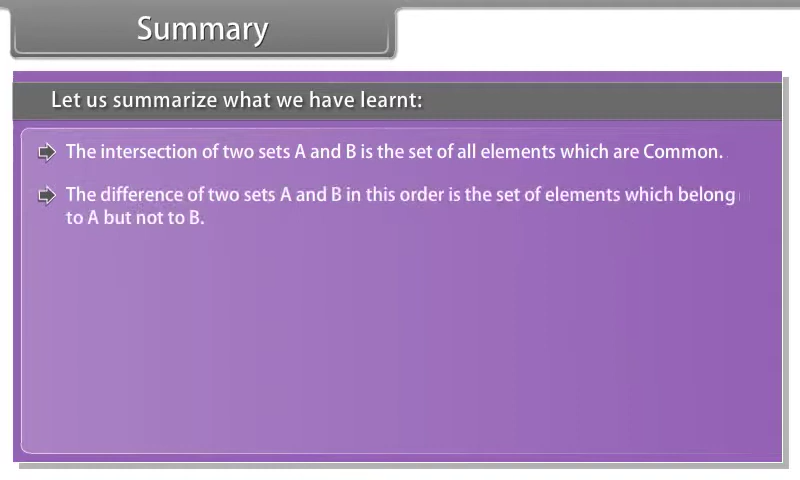 Summary
Let us summarize what we have learnt:
The intersection of two sets A and B is the set of all elements which are Common.
The difference of two sets A and B in this order is the set of elements which belong
to A but not to B.